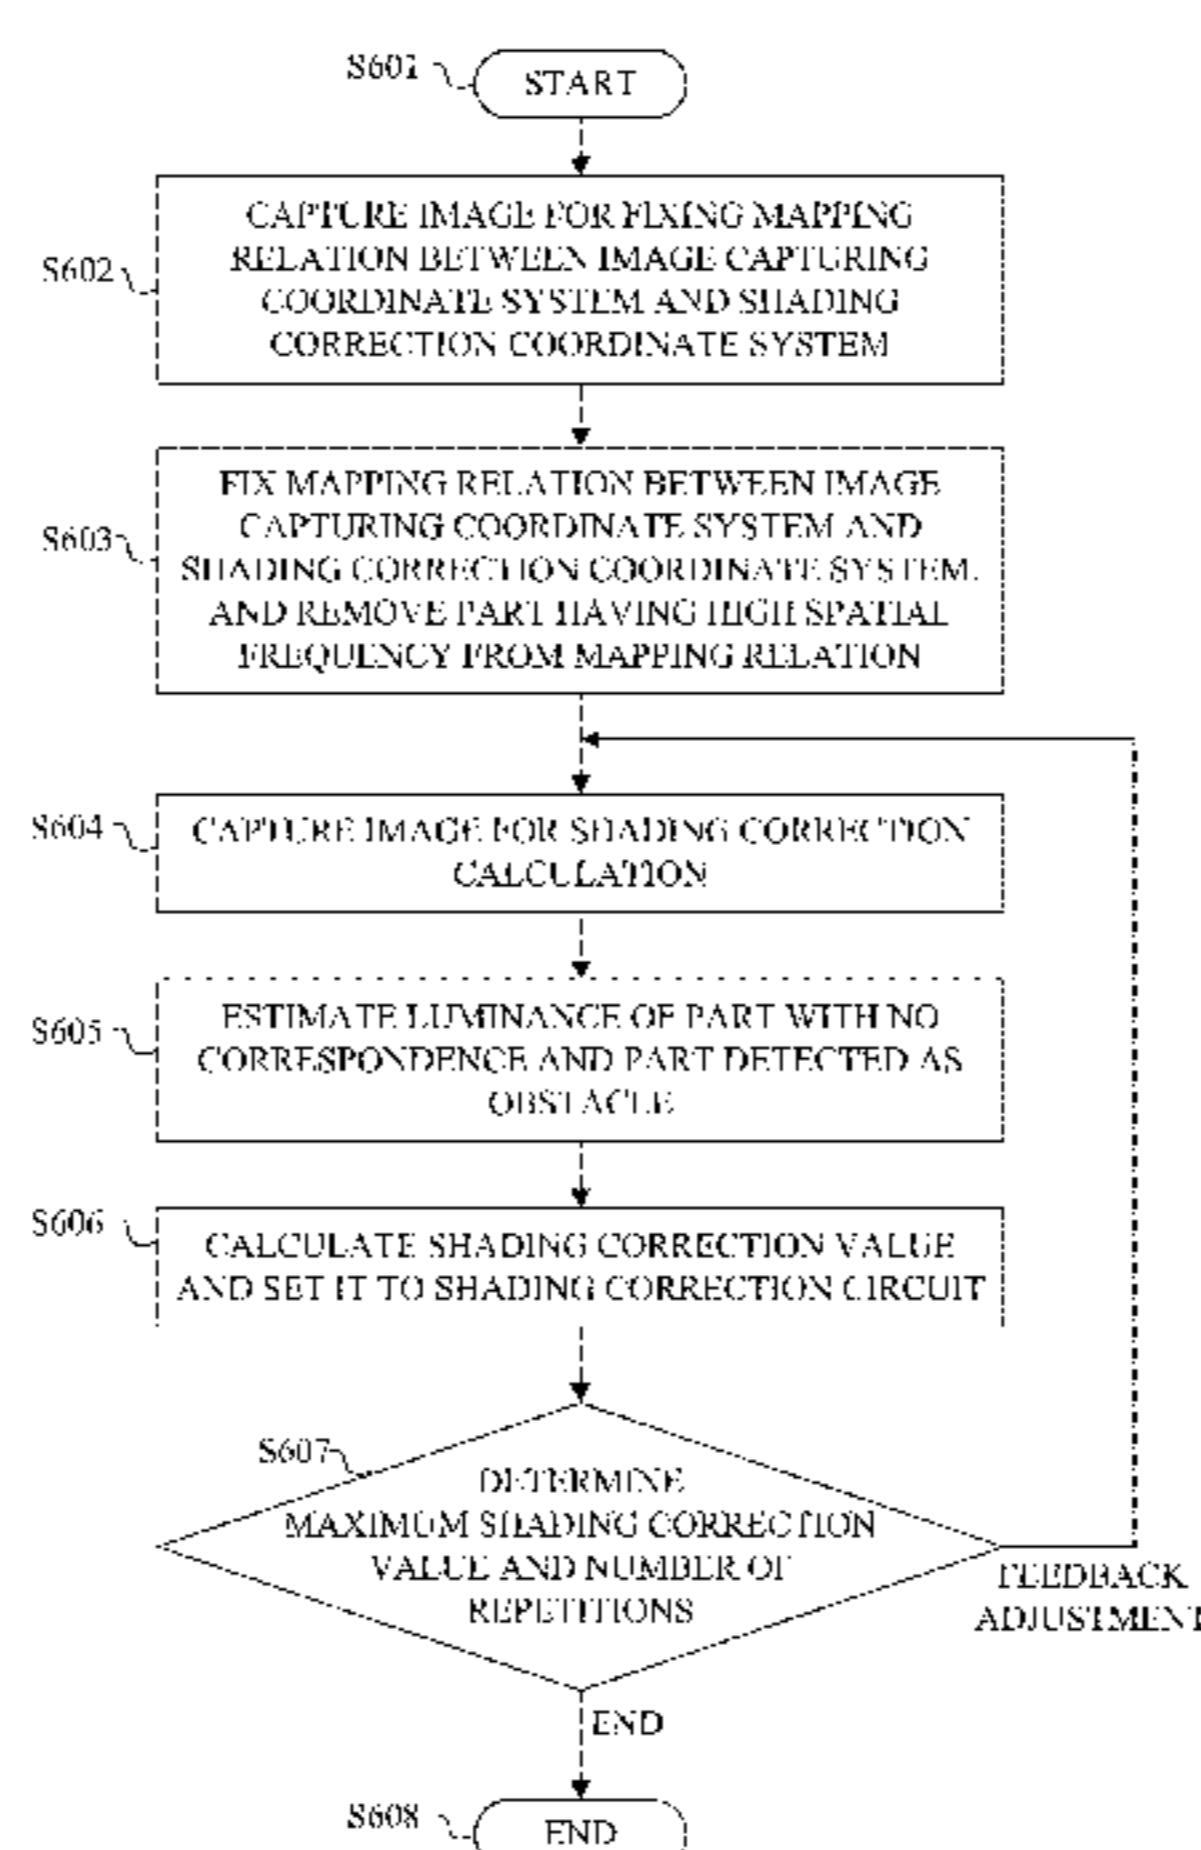 S601
START
S602
CAPTURE IMAGE FOR FIXING MAPPING
RELATION BETWEEN IMAGE CAPTURING
COORDINATE SYSTEM AND SHADING
CORRECTION COORDINATE SYSTEM
S603
FIX MAPPING RELATION BETWEEN IMAGE
CAPTURING COORDINATE SYSTEM AND
SHADING CORRECTION COORDINATE SYSTEM,
AND REMOVE PART HAVING HIGH SPATIAL
FREQUENCY FROM MAPPING RELATION
S604
CAPTURE IMAGE FOR SHADING CORRECTION
CALCULATION
S605
ESTIMATE LUMINANCE OF PART WITH NO
CORRESPONDENCE AND PART DETECTED AS
OBSTACLE
S606
CALCULATE SHADING CORRECTION VALUE
AND SET IT TO SHADING CORRECTION CIRCUIT
S607
DETERMINE
MAXIMUM SHADING CORRECTION
VALUE AND NUMBER OF
REPETITIONS
FEEDBACK
ADJUSTMENT
END
S608
END